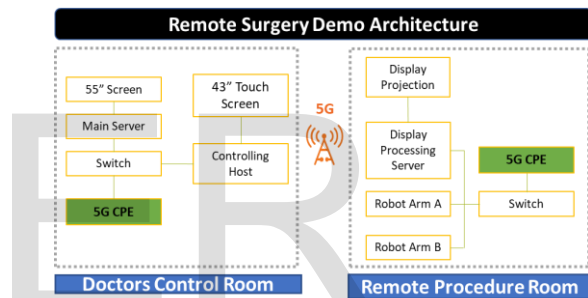 Remote Surgery Demo Architecture
55” Screen
Main Server
Switch
5G CPE
43” Touch
Screen
Controlling
Host
5G
Display
Projection
Display
Processing
Server
5G CPE
Robot Arm A
Switch
Robot Arm B
Doctors Control Room
Remote Procedure Room